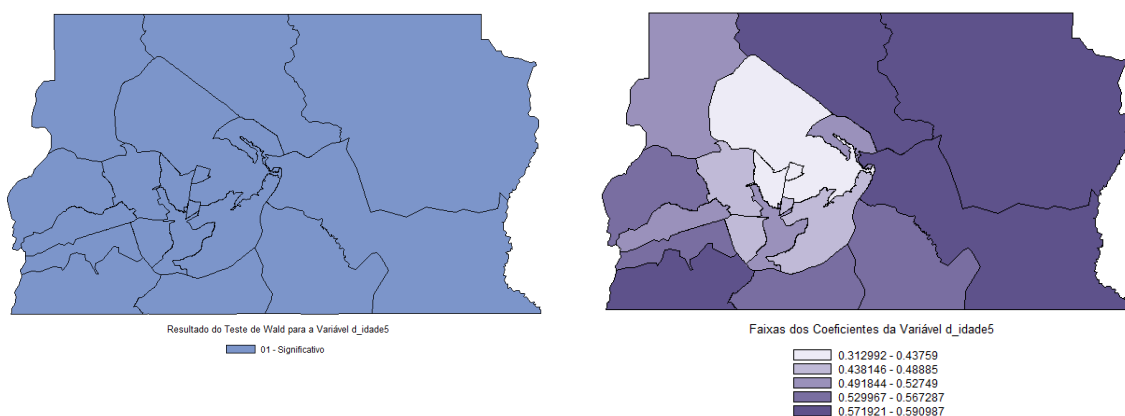 Resultado do Teste de Wald para a Variável d_idade5
01 - Significativo
Faixas dos Coeficientes da Variável d_idade5
0.312992 - 0.43759
0.438146 - 0.48885
0.491844 - 0.52749
0.529967 - 0.567287
0.571921 - 0.590987